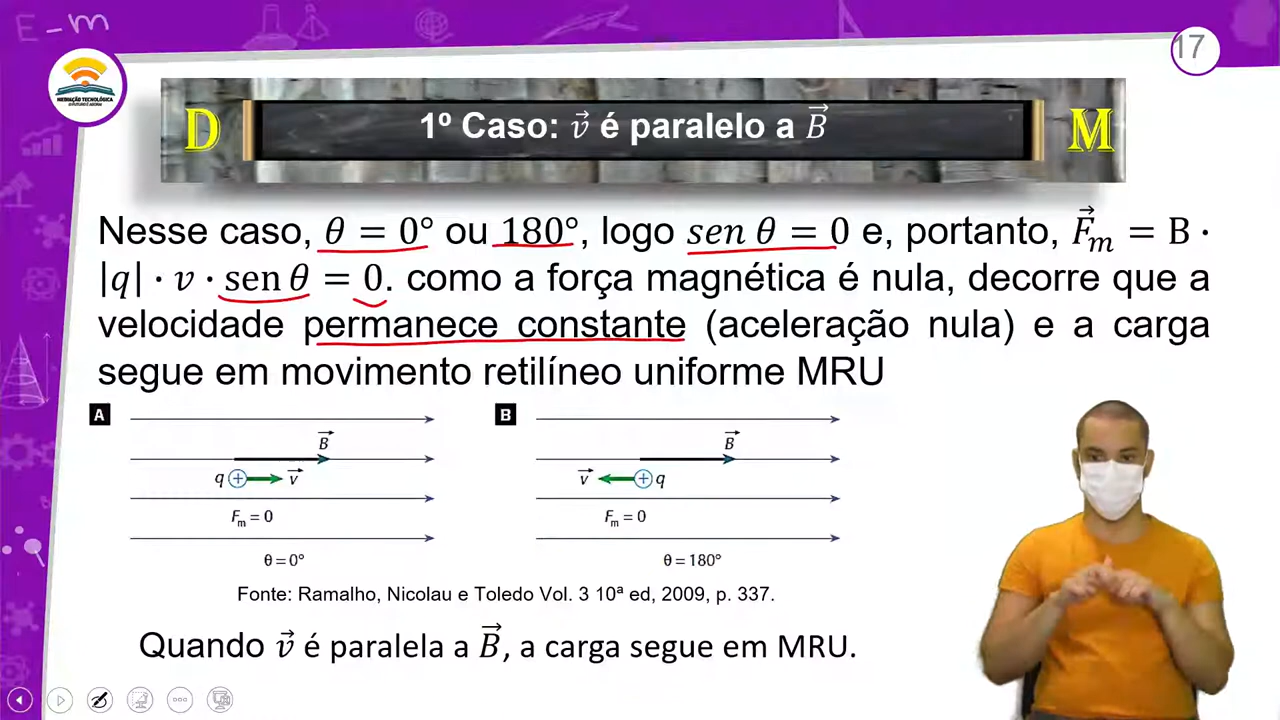 E-m
17
MEDIAÇÃO TECNOLÓGICA
D 1º Caso: v⃗ é paralelo a B⃗ M
Nesse caso, θ = 0° ou 180°, logo sen θ = 0 e, portanto, F⃗ₘ = B ·
|q| · v · sen θ = 0. como a força magnética é nula, decorre que a
velocidade permanece constante (aceleração nula) e a carga
segue em movimento retilíneo uniforme MRU
A
B⃗
q + v⃗
Fₘ = 0
θ = 0°
B
B⃗
v⃗ + q
Fₘ = 0
θ = 180°
Fonte: Ramalho, Nicolau e Toledo Vol. 3 10ª ed, 2009, p. 337.
Quando v⃗ é paralela a B⃗, a carga segue em MRU.